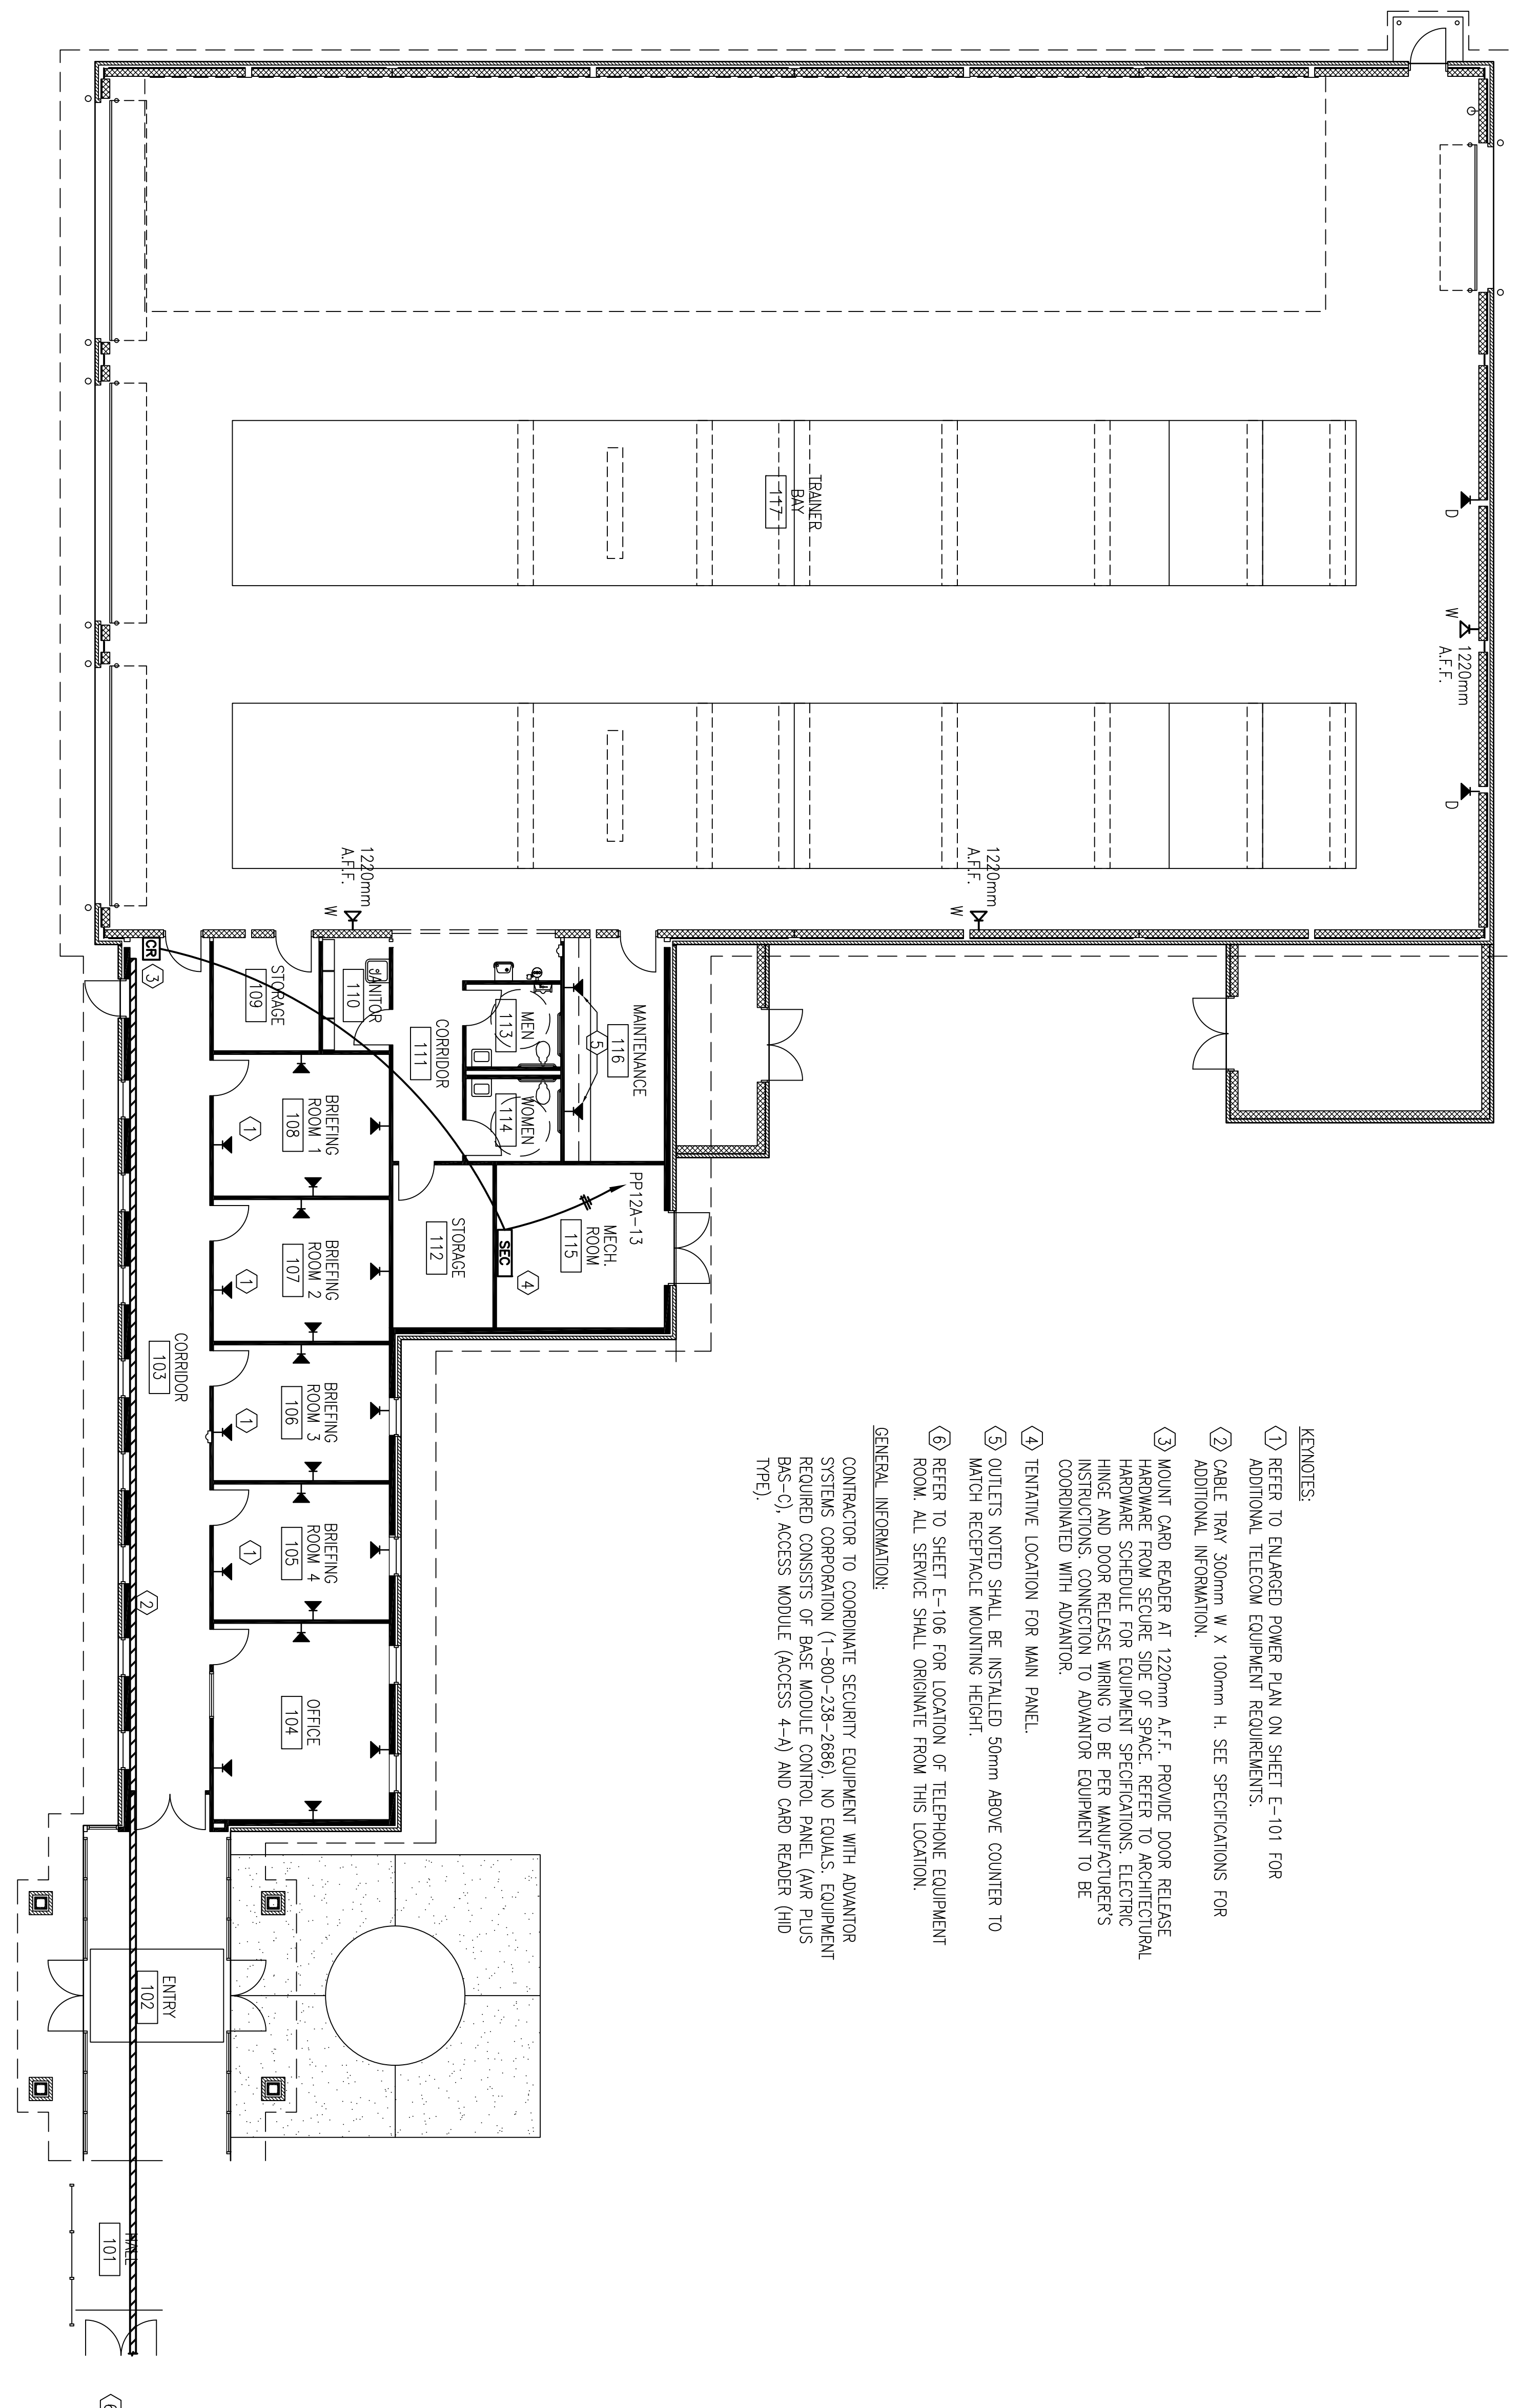 KEYNOTES:
1 REFER TO ENLARGED POWER PLAN ON SHEET E-101 FOR
ADDITIONAL TELECOM EQUIPMENT REQUIREMENTS.
2 CABLE TRAY 300mm W X 100mm H. SEE SPECIFICATIONS FOR
ADDITIONAL INFORMATION.
3 MOUNT CARD READER AT 1220mm A.F.F. PROVIDE DOOR RELEASE
HARDWARE FROM SECURE SIDE OF SPACE. REFER TO ARCHITECTURAL
HARDWARE SCHEDULE FOR EQUIPMENT SPECIFICATIONS. ELECTRIC
HINGE AND DOOR RELEASE WIRING TO BE PER MANUFACTURER'S
INSTRUCTIONS. CONNECTION TO ADVANTOR EQUIPMENT TO BE
COORDINATED WITH ADVANTOR.
4 TENTATIVE LOCATION FOR MAIN PANEL.
5 OUTLETS NOTED SHALL BE INSTALLED 50mm ABOVE COUNTER TO
MATCH RECEPTACLE MOUNTING HEIGHT.
6 REFER TO SHEET E-106 FOR LOCATION OF TELEPHONE EQUIPMENT
ROOM. ALL SERVICE SHALL ORIGINATE FROM THIS LOCATION.
GENERAL INFORMATION:
CONTRACTOR TO COORDINATE SECURITY EQUIPMENT WITH ADVANTOR
SYSTEMS CORPORATION (1-800-238-2686). NO EQUALS. EQUIPMENT
REQUIRED CONSISTS OF BASE MODULE CONTROL PANEL (AVR PLUS
BAS-C), ACCESS MODULE (ACCESS 4-A) AND CARD READER (HID
TYPE).
D
W
1220mm
A.F.F.
D
TRAINER
BAY
117
1220mm
A.F.F.
W
1220mm
A.F.F.
W
MAINTENANCE
116
5
PP12A-13
MECH.
ROOM
115
SEC
4
MEN
113
WOMEN
114
CORRIDOR
111
STORAGE
112
JANITOR
110
STORAGE
109
BRIEFING
ROOM 1
108
1
BRIEFING
ROOM 2
107
1
BRIEFING
ROOM 3
106
1
BRIEFING
ROOM 4
105
1
OFFICE
104
CR
3
CORRIDOR
103
2
ENTRY
102
HALL
101
6